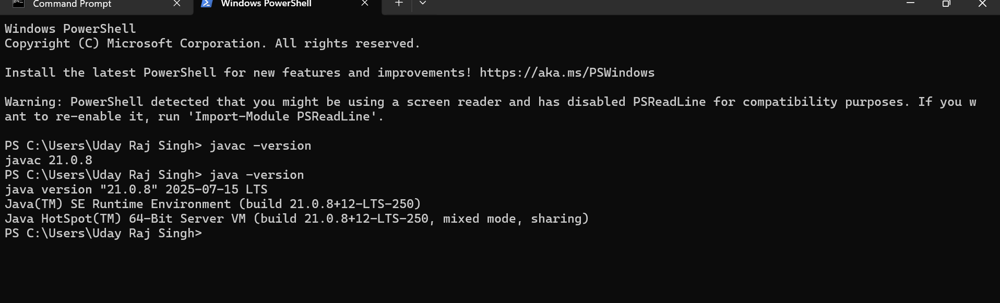 Command Prompt
Windows PowerShell
Windows PowerShell
Copyright (C) Microsoft Corporation. All rights reserved.
Install the latest PowerShell for new features and improvements! https://aka.ms/PSWindows
Warning: PowerShell detected that you might be using a screen reader and has disabled PSReadLine for compatibility purposes. If you w
ant to re-enable it, run 'Import-Module PSReadLine'.
PS C:\Users\Uday Raj Singh> javac -version
javac 21.0.8
PS C:\Users\Uday Raj Singh> java -version
java version "21.0.8" 2025-07-15 LTS
Java(TM) SE Runtime Environment (build 21.0.8+12-LTS-250)
Java HotSpot(TM) 64-Bit Server VM (build 21.0.8+12-LTS-250, mixed mode, sharing)
PS C:\Users\Uday Raj Singh>